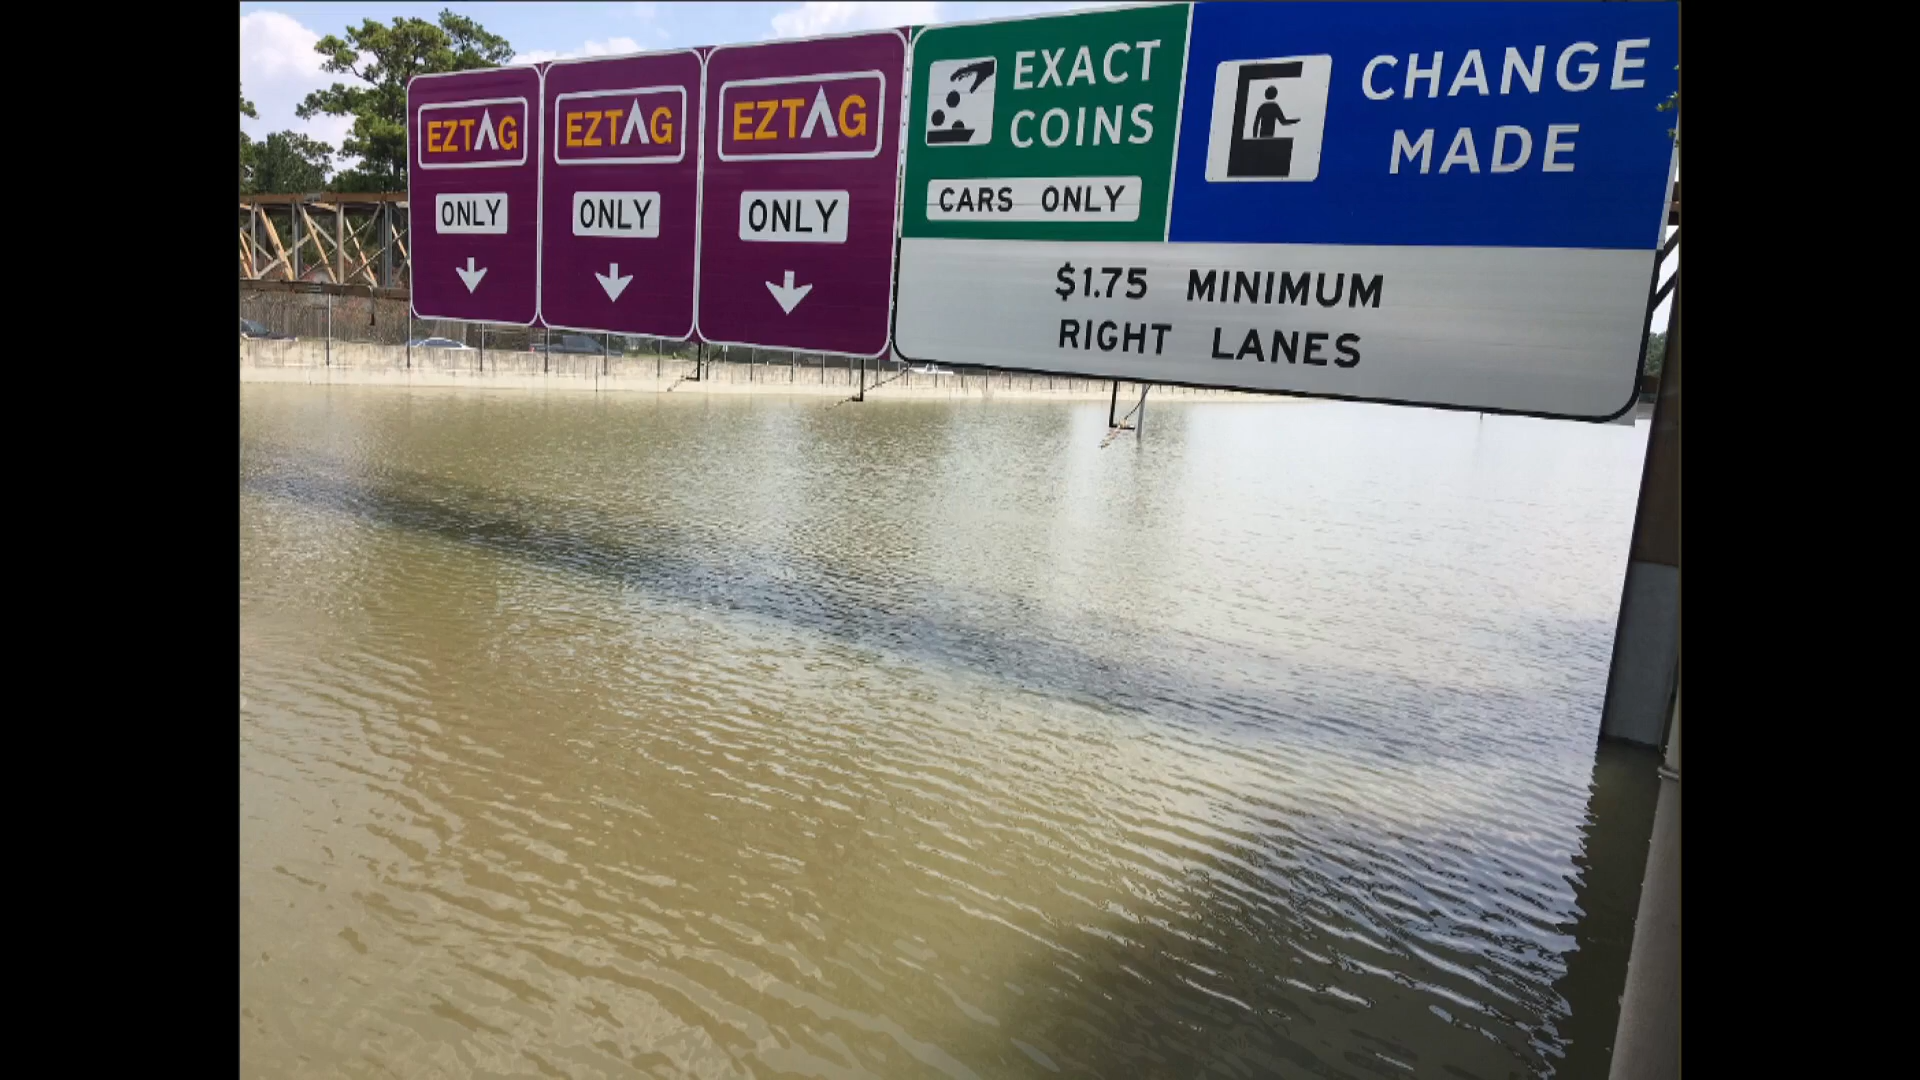 EZTAG
ONLY
EZTAG
ONLY
EZTAG
ONLY
EXACT
COINS
CARS ONLY
CHANGE
MADE
$1.75 MINIMUM
RIGHT LANES